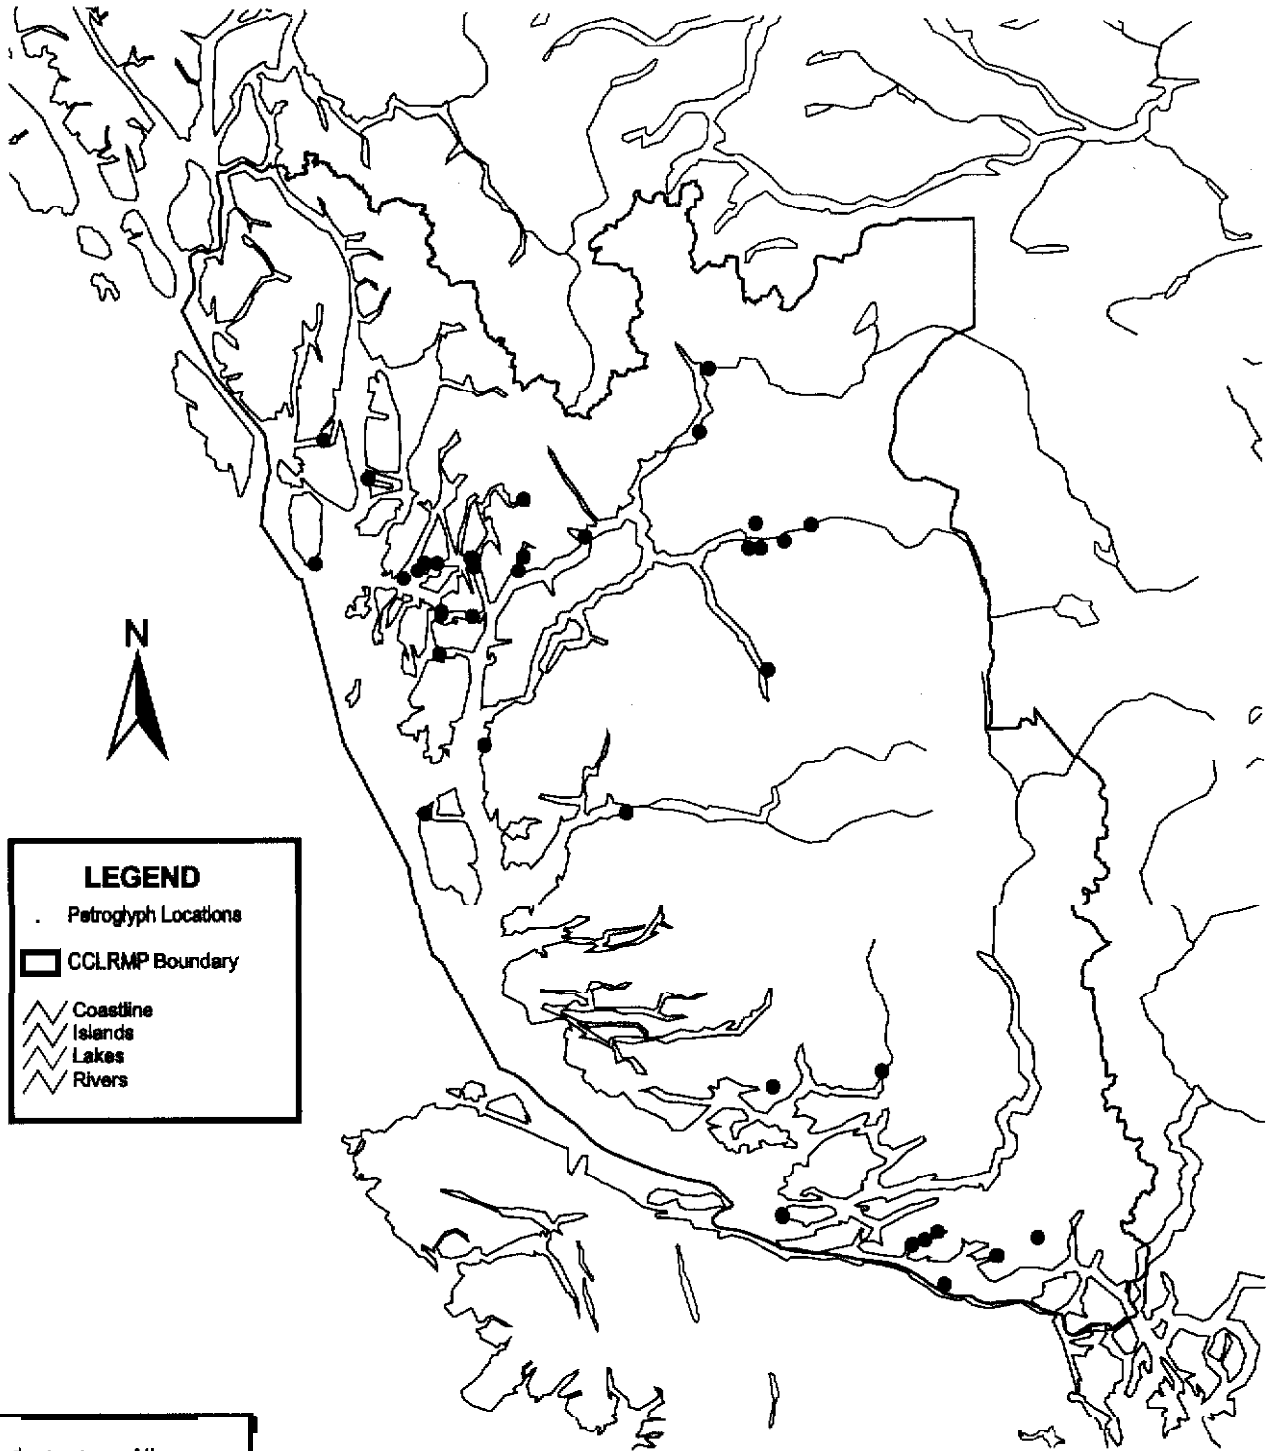 N
LEGEND
Petroglyph Locations
CCLRMP Boundary
Coastline
Islands
Lakes
Rivers